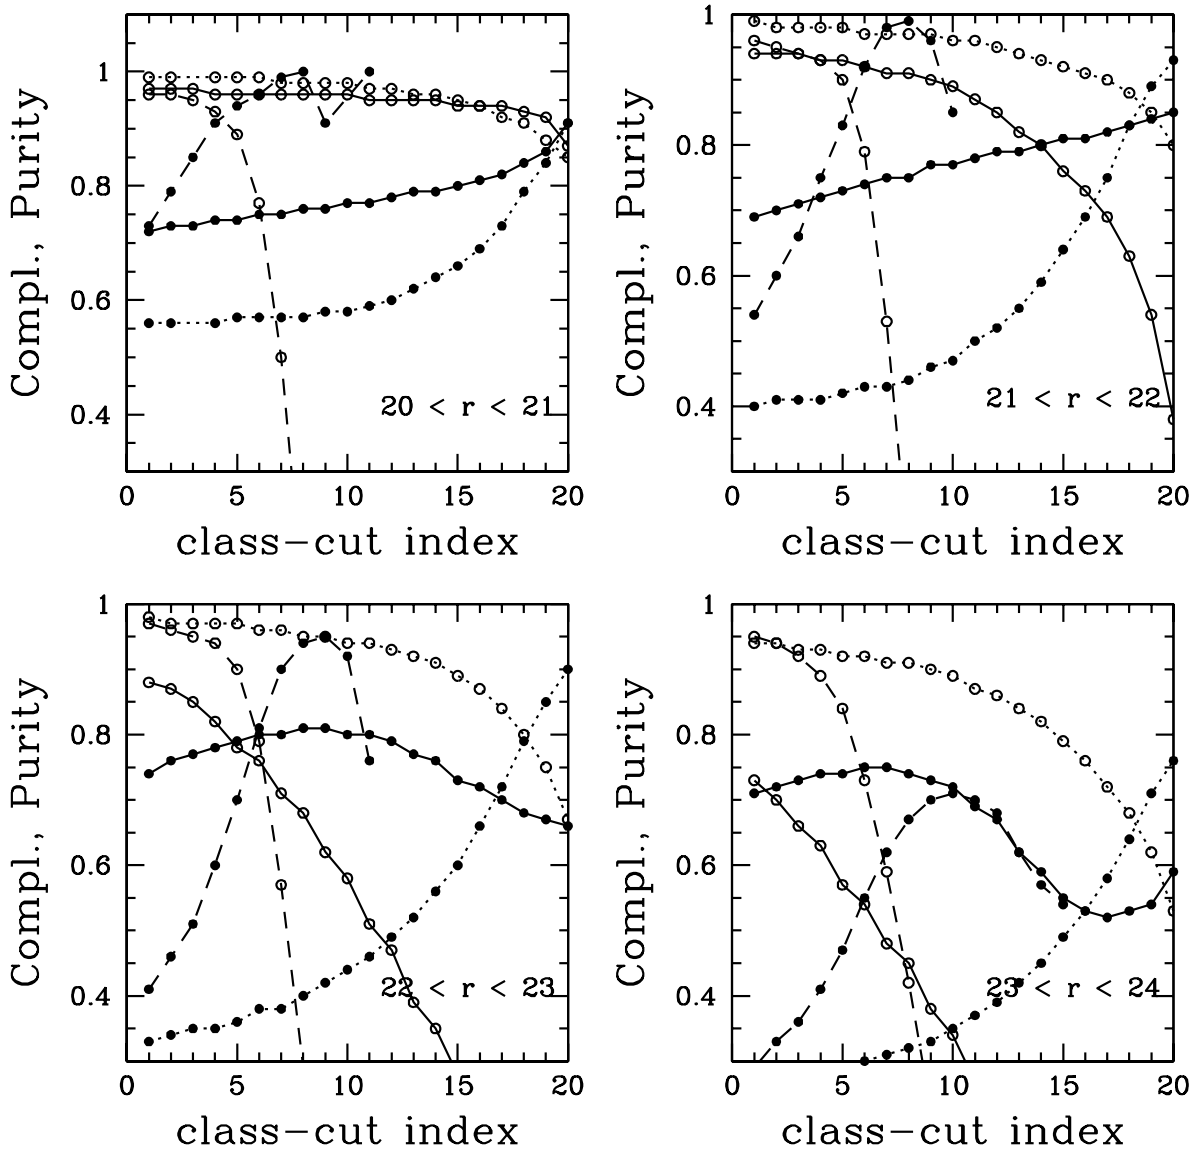 Compl., Purity
1
0.8
0.6
0.4
20 < r < 21
0 5 10 15 20
class-cut index
Compl., Purity
1
0.8
0.6
0.4
21 < r < 22
0 5 10 15 20
class-cut index
Compl., Purity
1
0.8
0.6
0.4
22 < r < 23
0 5 10 15 20
class-cut index
Compl., Purity
1
0.8
0.6
0.4
23 < r < 24
0 5 10 15 20
class-cut index